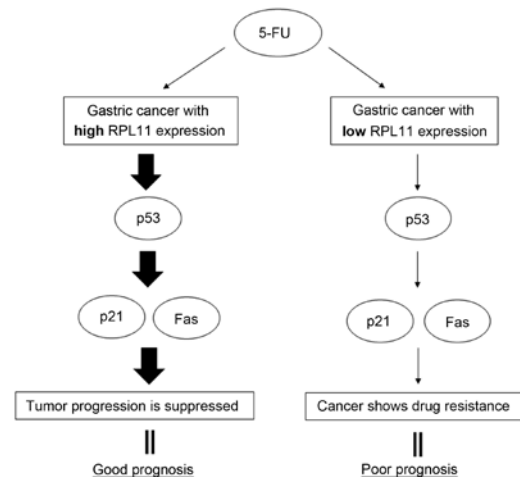 5-FU
Gastric cancer with
high RPL11 expression
p53
p21
Fas
Tumor progression is suppressed
Good prognosis
Gastric cancer with
low RPL11 expression
p53
p21
Fas
Cancer shows drug resistance
Poor prognosis